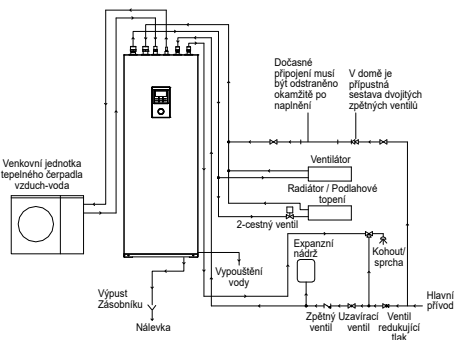 Dočasné
připojení musí
být odstraněno
okamžitě po
naplnění
V domě je
přípustná
sestava dvojitých
zpětných ventilů
Venkovní jednotka
tepelného čerpadla
vzduch-voda
Ventilátor
Radiátor / Podlahové
topení
2-cestný ventil
Expanzní
nádrž
Kohout/
sprcha
Vypouštění
vody
Výpust
Zásobníku
Nálevka
Zpětný
ventil
Uzavírací
ventil
Ventil
redukující
tlak
Hlavní
přívod